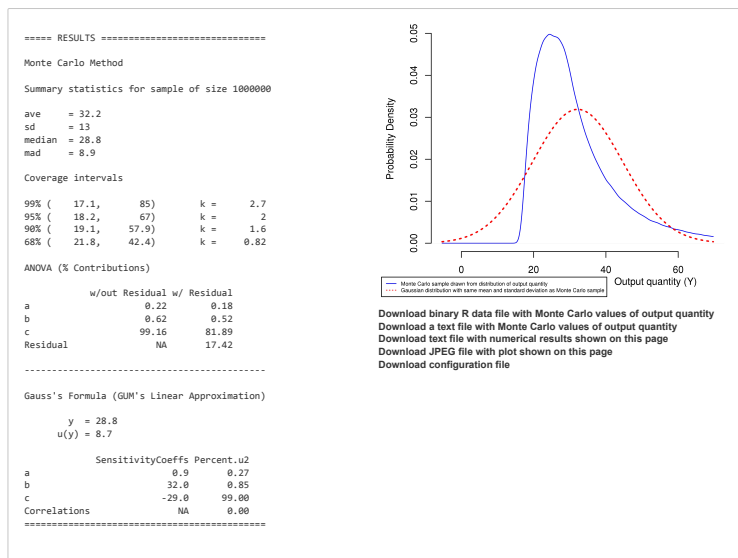 ===== RESULTS ==============================
Monte Carlo Method
Summary statistics for sample of size 1000000
ave     = 32.2
sd      = 13
median  = 28.8
mad     = 8.9
Coverage intervals
99% (    17.1,      85)       k =     2.7
95% (    18.2,      67)       k =       2
90% (    19.1,    57.9)       k =     1.6
68% (    21.8,    42.4)       k =    0.82
ANOVA (% Contributions)
w/out Residual w/ Residual
a                    0.22        0.18
b                    0.62        0.52
c                   99.16       81.89
Residual               NA       17.42
--------------------------------------------
Gauss's Formula (GUM's Linear Approximation)
y  = 28.8
u(y) = 8.7
SensitivityCoeffs Percent.u2
a                          0.9       0.27
b                         32.0       0.85
c                        -29.0      99.00
Correlations                NA       0.00
============================================
Probability Density
0.05
0.04
0.03
0.02
0.01
0.00
0 20 40 60
Output quantity (Y)
Monte Carlo sample drawn from distribution of output quantity
Gaussian distribution with same mean and standard deviation as Monte Carlo sample
Download binary R data file with Monte Carlo values of output quantity
Download a text file with Monte Carlo values of output quantity
Download text file with numerical results shown on this page
Download JPEG file with plot shown on this page
Download configuration file